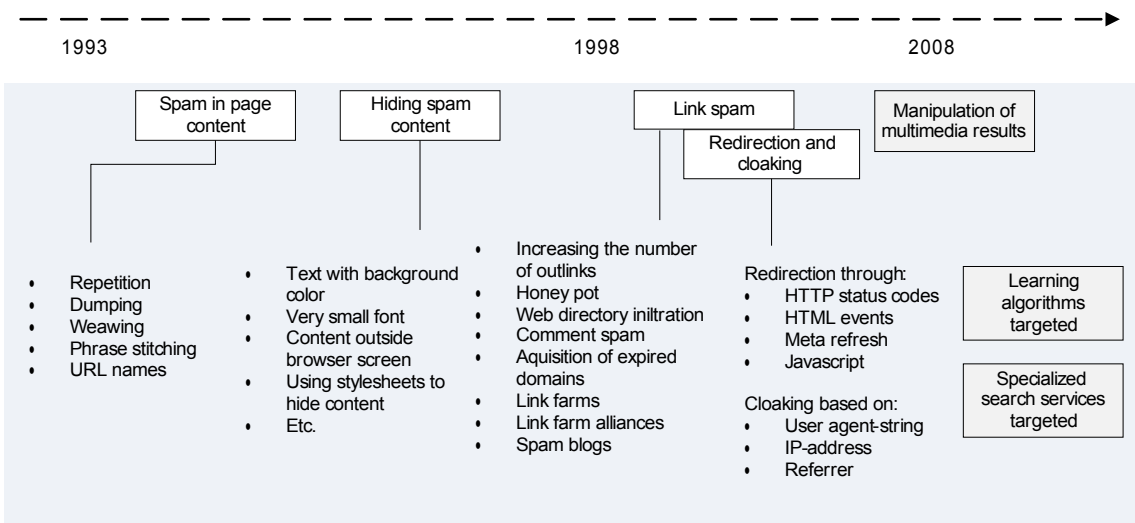 1993
1998
2008
Spam in page
content
Hiding spam
content
Link spam
Redirection and
cloaking
Manipulation of
multimedia results
• Repetition
• Dumping
• Weawing
• Phrase stitching
• URL names
• Text with background
color
• Very small font
• Content outside
browser screen
• Using stylesheets to
hide content
• Etc.
• Increasing the number
of outlinks
• Honey pot
• Web directory iniltration
• Comment spam
• Aquisition of expired
domains
• Link farms
• Link farm alliances
• Spam blogs
Redirection through:
• HTTP status codes
• HTML events
• Meta refresh
• Javascript
Cloaking based on:
• User agent-string
• IP-address
• Referrer
Learning
algorithms
targeted
Specialized
search services
targeted